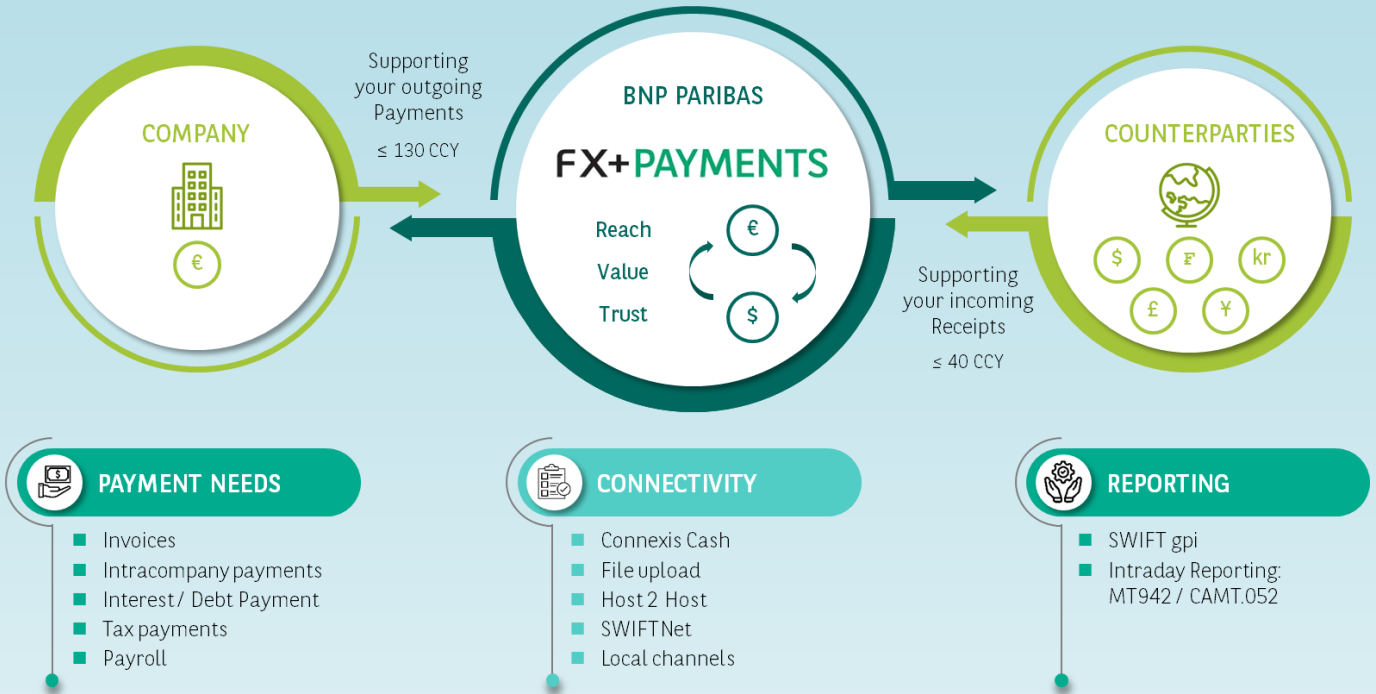 COMPANY
€
Supporting
your outgoing
Payments
≤ 130 CCY
BNP PARIBAS
FX+PAYMENTS
Reach
Value
Trust
€
$
Supporting
your incoming
Receipts
≤ 40 CCY
COUNTERPARTIES
$ ₣ kr
£ ¥
PAYMENT NEEDS
Invoices
Intracompany payments
Interest / Debt Payment
Tax payments
Payroll
CONNECTIVITY
Connexis Cash
File upload
Host 2 Host
SWIFTNet
Local channels
REPORTING
SWIFT gpi
Intraday Reporting:
MT942 / CAMT.052